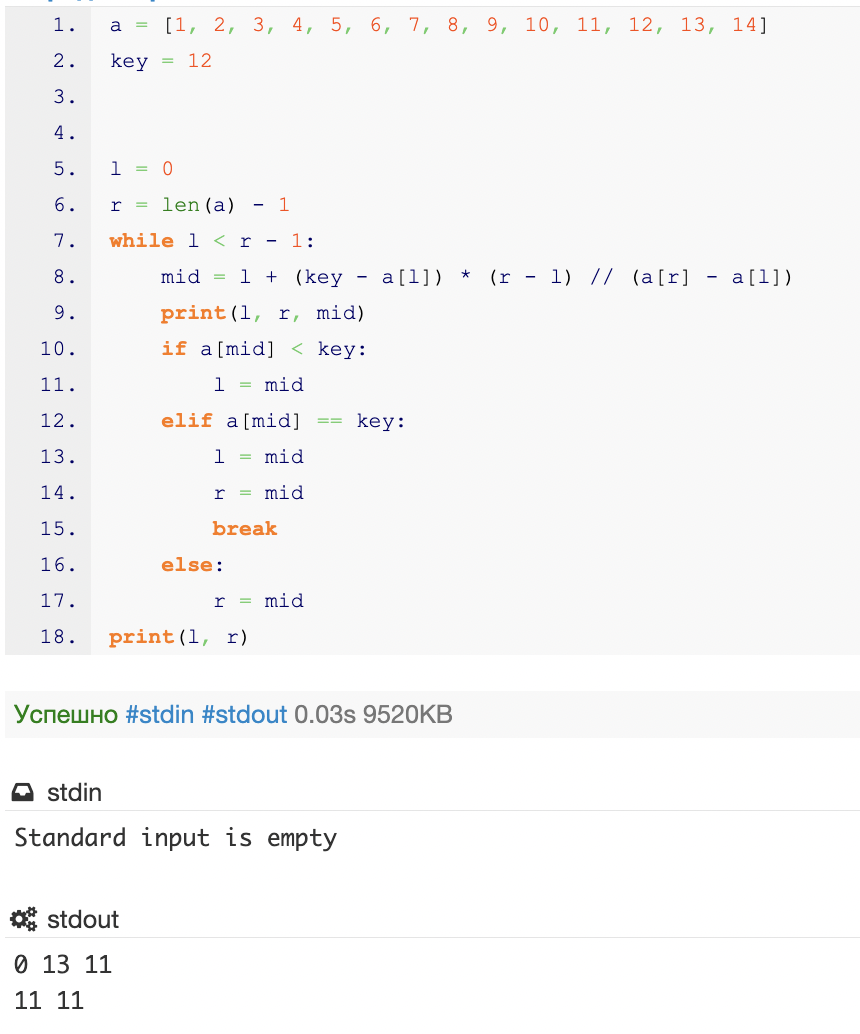 1. a = [1, 2, 3, 4, 5, 6, 7, 8, 9, 10, 11, 12, 13, 14]
2. key = 12
3.
4.
5. l = 0
6. r = len(a) - 1
7. while l < r - 1:
8.     mid = l + (key - a[l]) * (r - l) // (a[r] - a[l])
9.     print(l, r, mid)
10.     if a[mid] < key:
11.         l = mid
12.     elif a[mid] == key:
13.         l = mid
14.         r = mid
15.         break
16.     else:
17.         r = mid
18. print(l, r)
Успешно #stdin #stdout 0.03s 9520KB
stdin
Standard input is empty
stdout
0 13 11
11 11